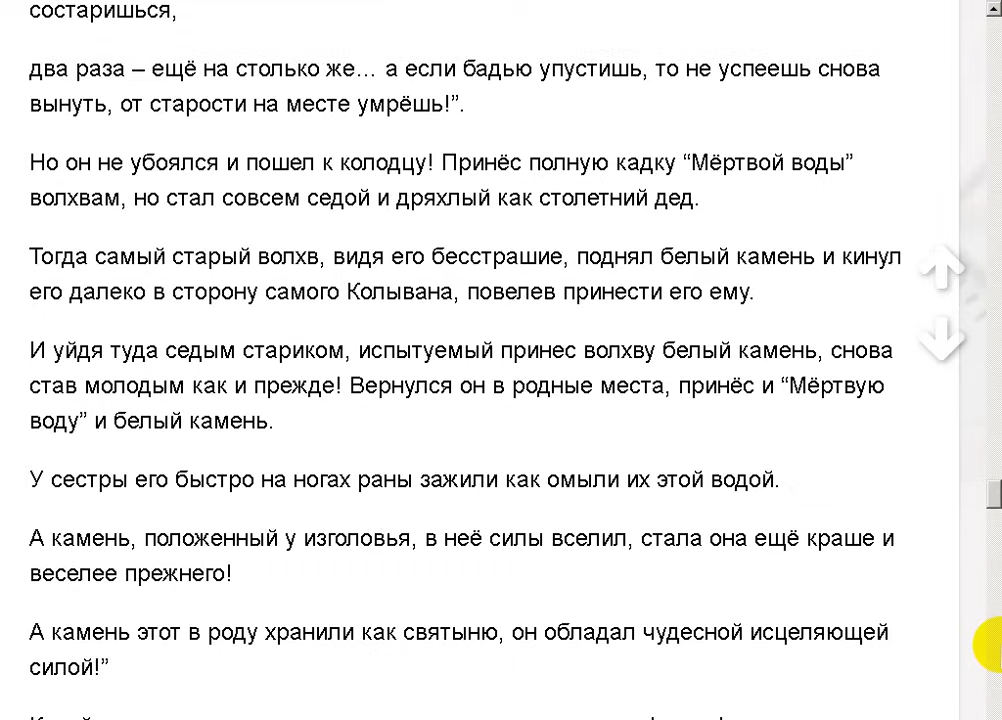 состаришься,
два раза – ещё на столько же… а если бадью упустишь, то не успеешь снова
вынуть, от старости на месте умрёшь!”.
Но он не убоялся и пошел к колодцу! Принёс полную кадку “Мёртвой воды”
волхвам, но стал совсем седой и дряхлый как столетний дед.
Тогда самый старый волхв, видя его бесстрашие, поднял белый камень и кинул
его далеко в сторону самого Колывана, повелев принести его ему.
И уйдя туда седым стариком, испытуемый принес волхву белый камень, снова
став молодым как и прежде! Вернулся он в родные места, принёс и “Мёртвую
воду” и белый камень.
У сестры его быстро на ногах раны зажили как омыли их этой водой.
А камень, положенный у изголовья, в неё силы вселил, стала она ещё краше и
веселее прежнего!
А камень этот в роду хранили как святыню, он обладал чудесной исцеляющей
силой!”